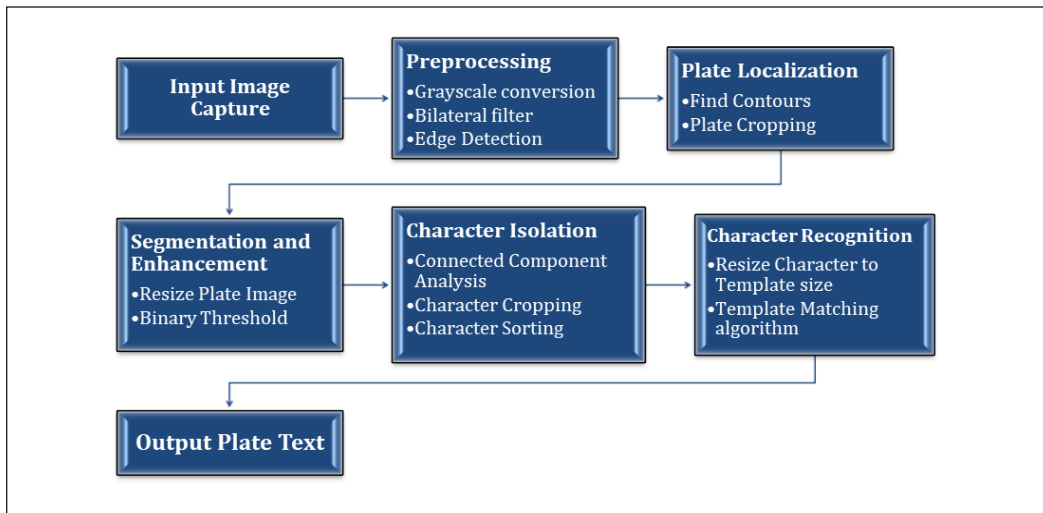 Input Image
Capture
Preprocessing
•Grayscale conversion
•Bilateral filter
•Edge Detection
Plate Localization
•Find Contours
•Plate Cropping
Segmentation and
Enhancement
•Resize Plate Image
•Binary Threshold
Character Isolation
•Connected Component
Analysis
•Character Cropping
•Character Sorting
Character Recognition
•Resize Character to
Template size
•Template Matching
algorithm
Output Plate Text